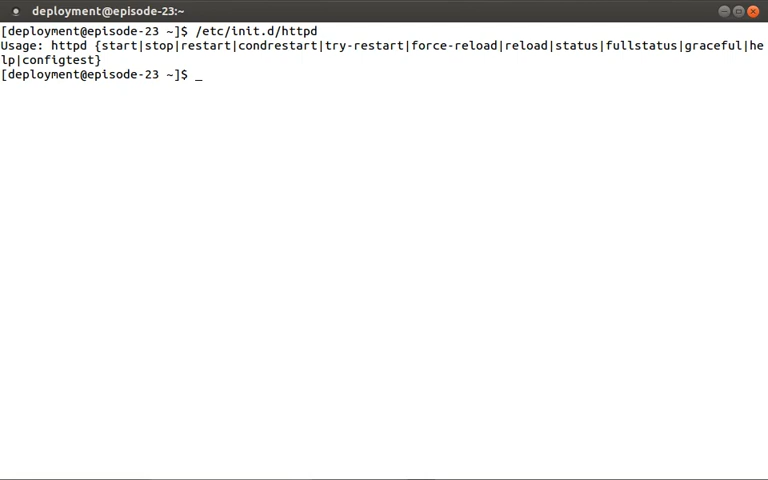 deployment@episode-23:~
[deployment@episode-23 ~]$ /etc/init.d/httpd
Usage: httpd {start|stop|restart|condrestart|try-restart|force-reload|reload|status|fullstatus|graceful|he
lp|configtest}
[deployment@episode-23 ~]$ _